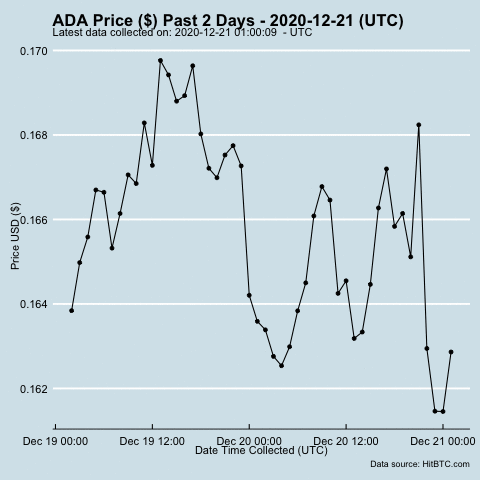 ADA Price ($) Past 2 Days - 2020-12-21 (UTC)
Latest data collected on: 2020-12-21 01:00:09 - UTC
Price USD ($)
0.170
0.168
0.166
0.164
0.162
Dec 19 00:00 Dec 19 12:00 Dec 20 00:00 Dec 20 12:00 Dec 21 00:00
Date Time Collected (UTC)
Data source: HitBTC.com